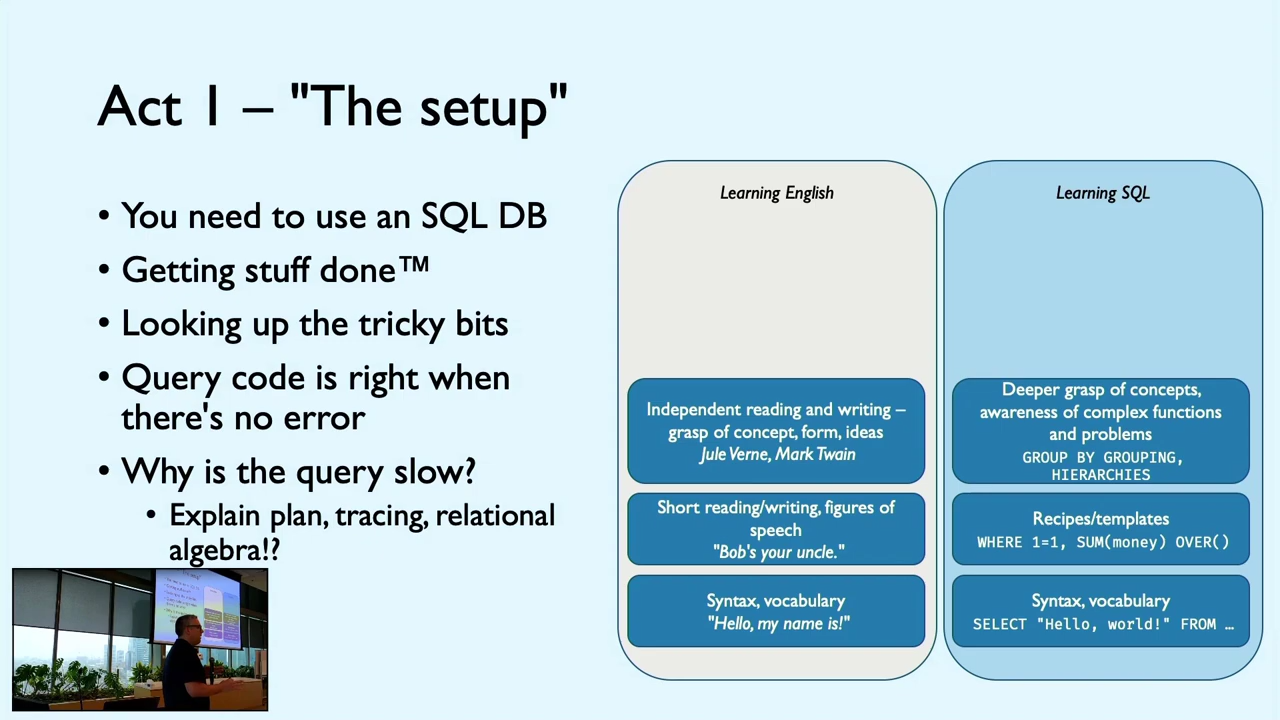 Act 1 – "The setup"
• You need to use an SQL DB
• Getting stuff done™
• Looking up the tricky bits
• Query code is right when
there's no error
• Why is the query slow?
• Explain plan, tracing, relational
algebra!?
Learning English
Independent reading and writing –
grasp of concept, form, ideas
Jule Verne, Mark Twain
Short reading/writing, figures of
speech
"Bob's your uncle."
Syntax, vocabulary
"Hello, my name is!"
Learning SQL
Deeper grasp of concepts,
awareness of complex functions
and problems
GROUP BY GROUPING,
HIERARCHIES
Recipes/templates
WHERE 1=1, SUM(money) OVER()
Syntax, vocabulary
SELECT "Hello, world!" FROM …